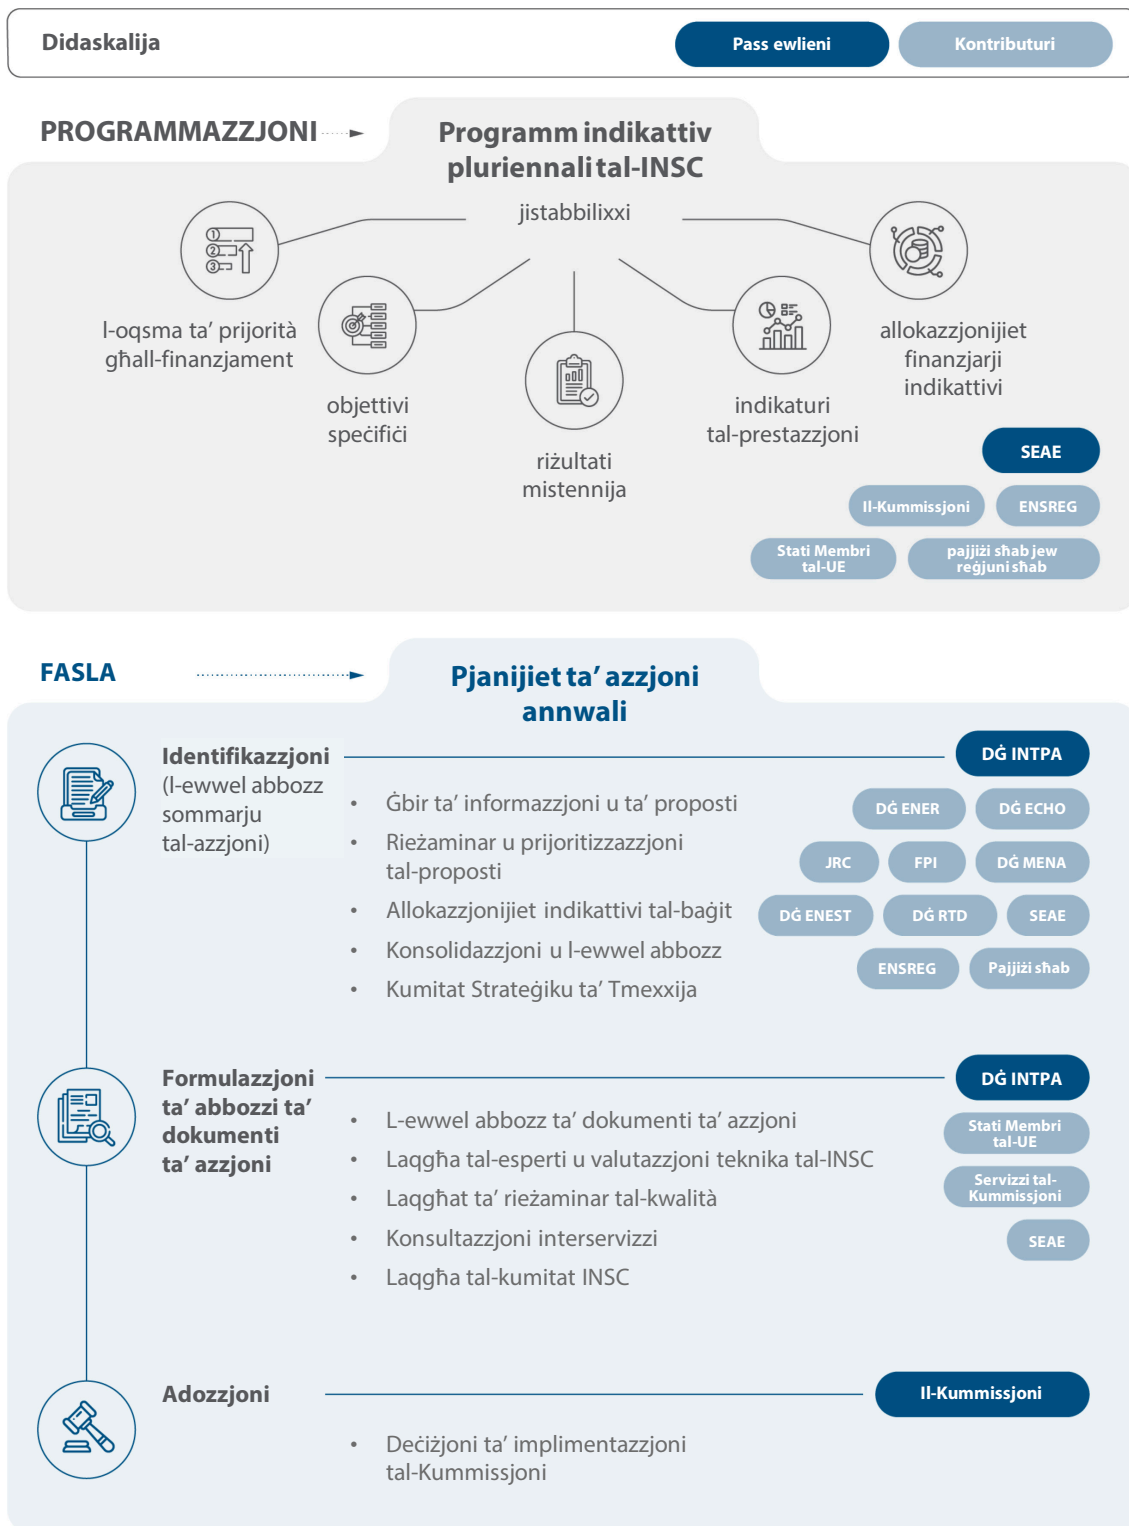 Didaskalija
Pass ewlieni
Kontributuri
PROGRAMMAZZJONI
Programm indikattiv
pluriennali tal-INSC
jistabbilixxi
1
2
3
l-oqsma ta’ prijorità
għall-finanzjament
objettivi
speċifiċi
riżultati
mistennija
indikaturi
tal-prestazzjoni
allokazzjonijiet
finanzjarji
indikattivi
SEAE
Il-Kummissjoni
ENSREG
Stati Membri
tal-UE
pajjiżi sħab jew
reġjuni sħab
FASLA
Pjanijiet ta’ azzjoni
annwali
Identifikazzjoni
(l-ewwel abbozz
sommarju
tal-azzjoni)
• Ġbir ta’ informazzjoni u ta’ proposti
• Rieżaminar u prijoritizzazzjoni
tal-proposti
• Allokazzjonijiet indikattivi tal-baġit
• Konsolidazzjoni u l-ewwel abbozz
• Kumitat Strateġiku ta’ Tmexxija
DĠ INTPA
DĠ ENER
DĠ ECHO
JRC
FPI
DĠ MENA
DĠ ENEST
DĠ RTD
SEAE
ENSREG
Pajjiżi sħab
Formulazzjoni
ta’ abbozzi ta’
dokumenti
ta’ azzjoni
• L-ewwel abbozz ta’ dokumenti ta’ azzjoni
• Laqgħa tal-esperti u valutazzjoni teknika tal-INSC
• Laqgħat ta’ rieżaminar tal-kwalità
• Konsultazzjoni interservizzi
• Laqgħa tal-kumitat INSC
DĠ INTPA
Stati Membri
tal-UE
Servizzi tal-
Kummissjoni
SEAE
Adozzjoni
Il-Kummissjoni
• Deċiżjoni ta’ implimentazzjoni
tal-Kummissjoni